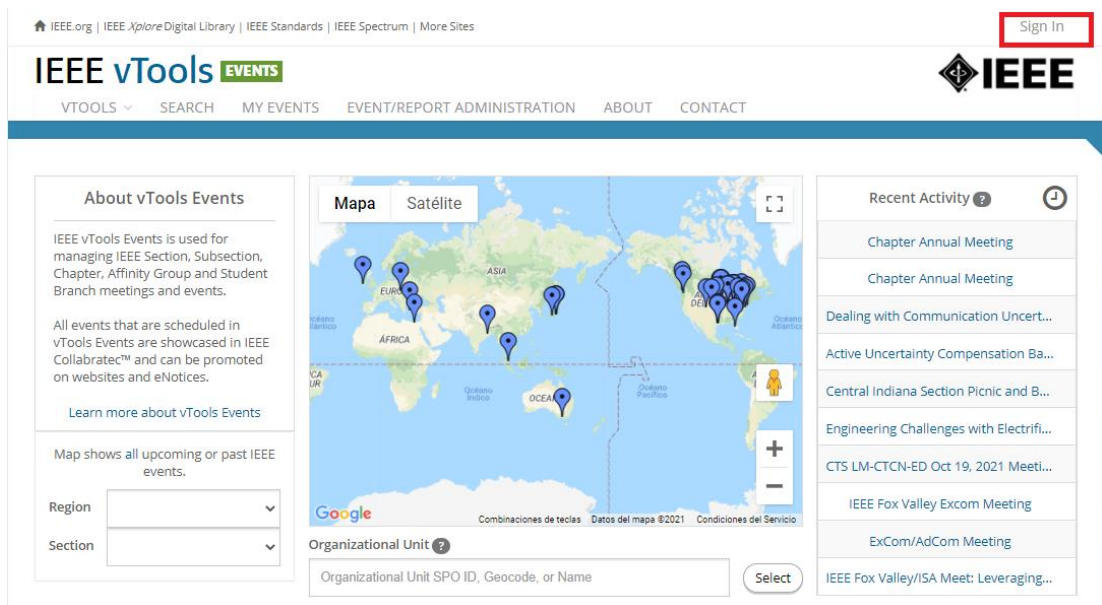 IEEE.org | IEEE Xplore Digital Library | IEEE Standards | IEEE Spectrum | More Sites
Sign In
IEEE vTools EVENTS
IEEE
VTOOLS SEARCH MY EVENTS EVENT/REPORT ADMINISTRATION ABOUT CONTACT
About vTools Events
IEEE vTools Events is used for
managing IEEE Section, Subsection,
Chapter, Affinity Group and Student
Branch meetings and events.
All events that are scheduled in
vTools Events are showcased in IEEE
Collabratec™ and can be promoted
on websites and eNotices.
Learn more about vTools Events
Map shows all upcoming or past IEEE
events.
Region
Section
Mapa Satélite
ASIA
ÁFRICA
Océano
Índico
Océano
Pacífico
Océano
Atlántico
Google
Combinaciones de teclas Datos del mapa ©2021 Condiciones del Servicio
Organizational Unit ?
Organizational Unit SPO ID, Geocode, or Name
Select
Recent Activity ?
Chapter Annual Meeting
Chapter Annual Meeting
Dealing with Communication Uncert...
Active Uncertainty Compensation Ba...
Central Indiana Section Picnic and B...
Engineering Challenges with Electrifi...
CTS LM-CTCN-ED Oct 19, 2021 Meeti...
IEEE Fox Valley Excom Meeting
ExCom/AdCom Meeting
IEEE Fox Valley/ISA Meet: Leveraging...